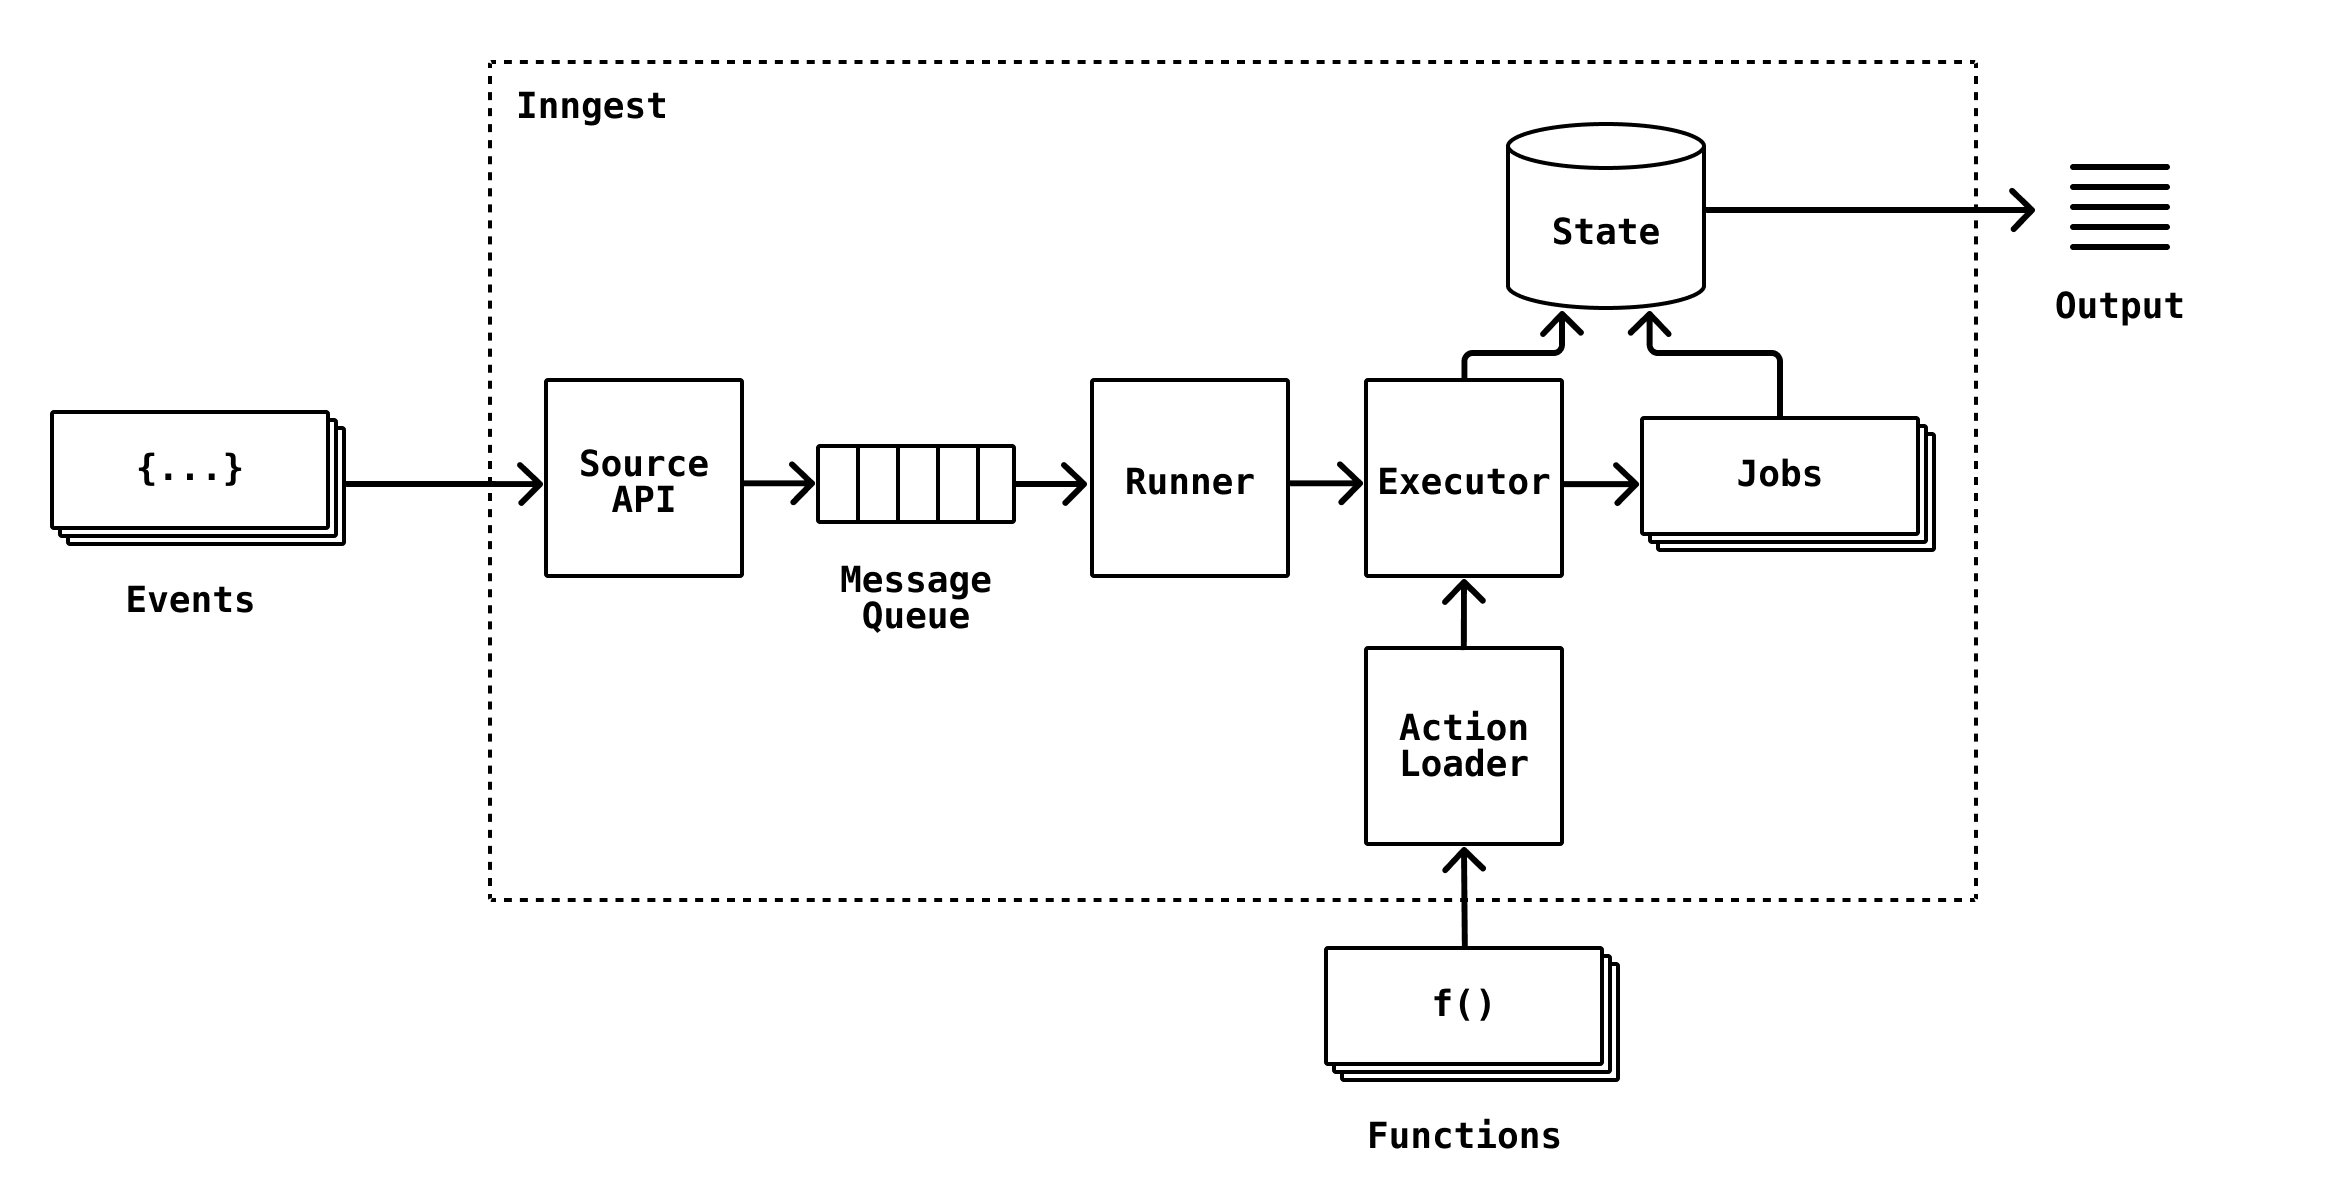 Inngest
State
Output
{...}
Events
Source
API
Message
Queue
Runner
Executor
Jobs
Action
Loader
f()
Functions